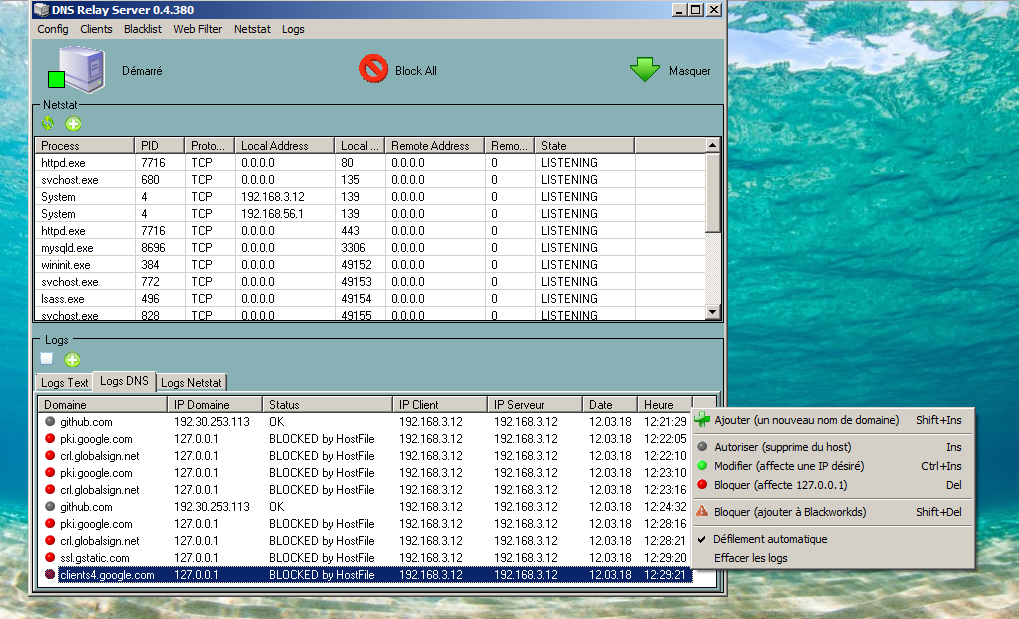 DNS Relay Server 0.4.380
Config Clients Blacklist Web Filter Netstat Logs
Démarré Block All Masquer
Netstat
Process PID Proto... Local Address Local ... Remote Address Remo... State
httpd.exe 7716 TCP 0.0.0.0 80 0.0.0.0 0 LISTENING
svchost.exe 680 TCP 0.0.0.0 135 0.0.0.0 0 LISTENING
System 4 TCP 192.168.3.12 139 0.0.0.0 0 LISTENING
System 4 TCP 192.168.56.1 139 0.0.0.0 0 LISTENING
httpd.exe 7716 TCP 0.0.0.0 443 0.0.0.0 0 LISTENING
mysqld.exe 8696 TCP 0.0.0.0 3306 0.0.0.0 0 LISTENING
wininit.exe 384 TCP 0.0.0.0 49152 0.0.0.0 0 LISTENING
svchost.exe 772 TCP 0.0.0.0 49153 0.0.0.0 0 LISTENING
lsass.exe 496 TCP 0.0.0.0 49154 0.0.0.0 0 LISTENING
svchost.exe 828 TCP 0.0.0.0 49155 0.0.0.0 0 LISTENING
Logs
Logs Text Logs DNS Logs Netstat
Domaine IP Domaine Status IP Client IP Serveur Date Heure
github.com 192.30.253.113 OK 192.168.3.12 192.168.3.12 12.03.18 12:21:29
pki.google.com 127.0.0.1 BLOCKED by HostFile 192.168.3.12 192.168.3.12 12.03.18 12:22:05
crl.globalsign.net 127.0.0.1 BLOCKED by HostFile 192.168.3.12 192.168.3.12 12.03.18 12:22:10
pki.google.com 127.0.0.1 BLOCKED by HostFile 192.168.3.12 192.168.3.12 12.03.18 12:23:10
crl.globalsign.net 127.0.0.1 BLOCKED by HostFile 192.168.3.12 192.168.3.12 12.03.18 12:23:16
github.com 192.30.253.113 OK 192.168.3.12 192.168.3.12 12.03.18 12:24:32
pki.google.com 127.0.0.1 BLOCKED by HostFile 192.168.3.12 192.168.3.12 12.03.18 12:28:16
crl.globalsign.net 127.0.0.1 BLOCKED by HostFile 192.168.3.12 192.168.3.12 12.03.18 12:28:21
ssl.gstatic.com 127.0.0.1 BLOCKED by HostFile 192.168.3.12 192.168.3.12 12.03.18 12:29:20
clients4.google.com 127.0.0.1 BLOCKED by HostFile 192.168.3.12 192.168.3.12 12.03.18 12:29:21
Ajouter (un nouveau nom de domaine) Shift+Ins
Autoriser (supprime du host) Ins
Modifier (affecte une IP désiré) Ctrl+Ins
Bloquer (affecte 127.0.0.1) Del
Bloquer (ajouter à Blackworkds) Shift+Del
Défilement automatique
Effacer les logs